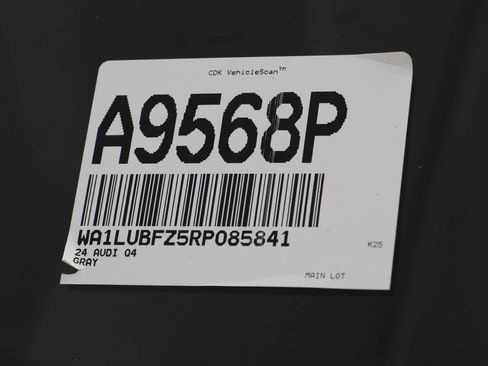 CDK VehicleScan™
A9568P
WA1LUBFZ5RP085841
24 AUDI Q4
K25
GRAY
MAIN LOT